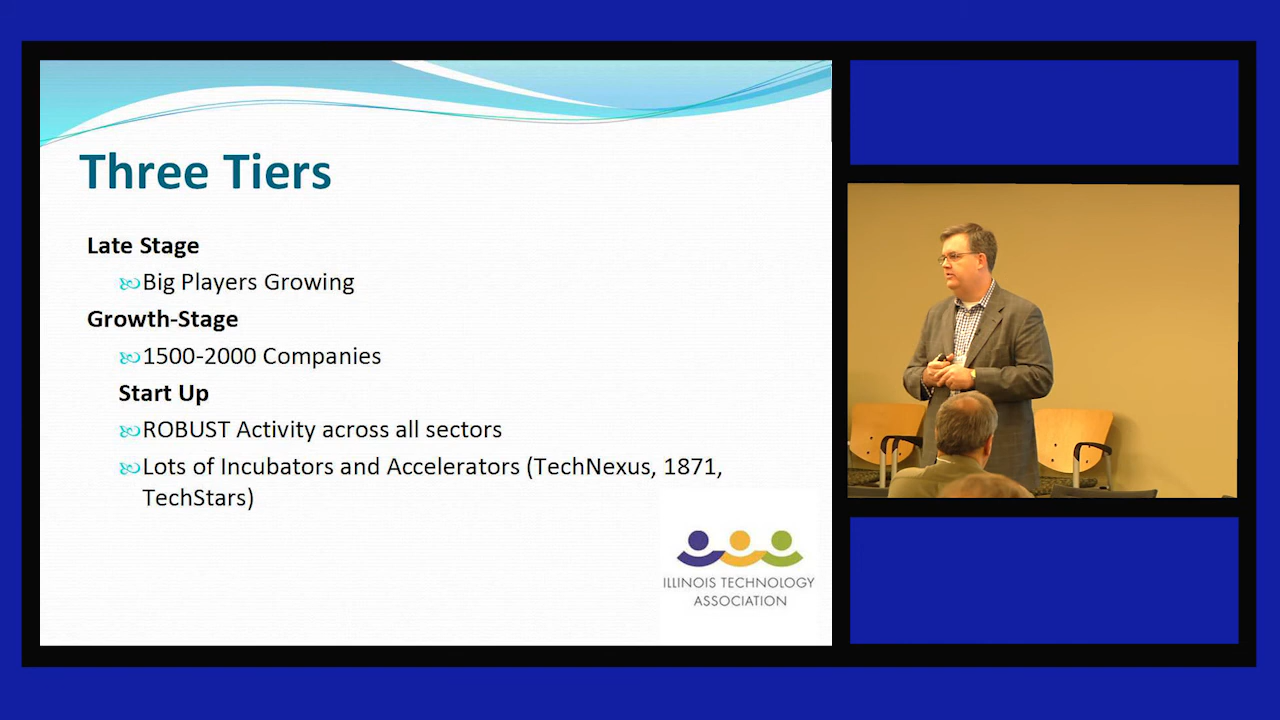 Three Tiers
Late Stage
Big Players Growing
Growth-Stage
1500-2000 Companies
Start Up
ROBUST Activity across all sectors
Lots of Incubators and Accelerators (TechNexus, 1871,
TechStars)
ILLINOIS TECHNOLOGY
ASSOCIATION